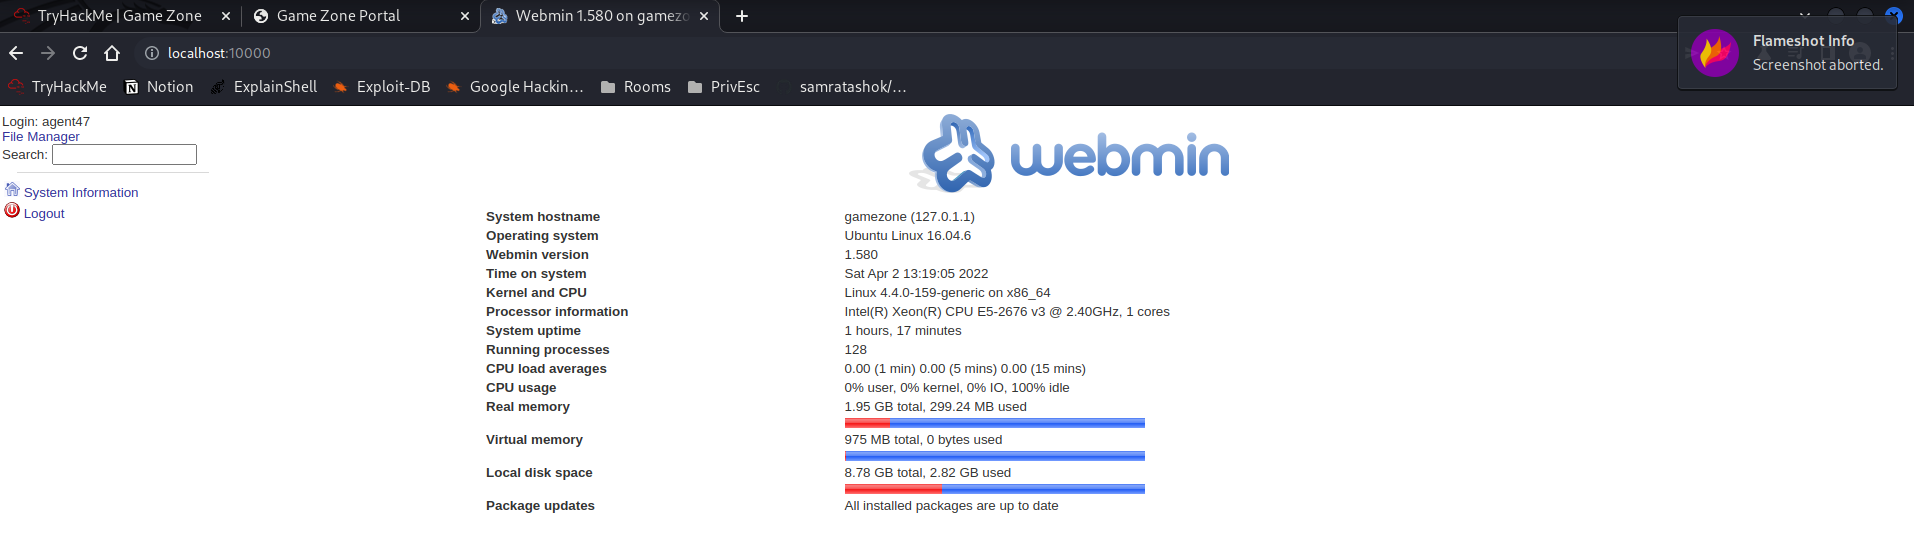 TryHackMe | Game Zone
Game Zone Portal
Webmin 1.580 on gamezo
localhost:10000
Flameshot Info
Screenshot aborted.
TryHackMe
Notion
ExplainShell
Exploit-DB
Google Hackin…
Rooms
PrivEsc
samratashok/…
Login: agent47
File Manager
Search:
System Information
Logout
webmin
System hostname gamezone (127.0.1.1)
Operating system Ubuntu Linux 16.04.6
Webmin version 1.580
Time on system Sat Apr 2 13:19:05 2022
Kernel and CPU Linux 4.4.0-159-generic on x86_64
Processor information Intel(R) Xeon(R) CPU E5-2676 v3 @ 2.40GHz, 1 cores
System uptime 1 hours, 17 minutes
Running processes 128
CPU load averages 0.00 (1 min) 0.00 (5 mins) 0.00 (15 mins)
CPU usage 0% user, 0% kernel, 0% IO, 100% idle
Real memory 1.95 GB total, 299.24 MB used
Virtual memory 975 MB total, 0 bytes used
Local disk space 8.78 GB total, 2.82 GB used
Package updates All installed packages are up to date